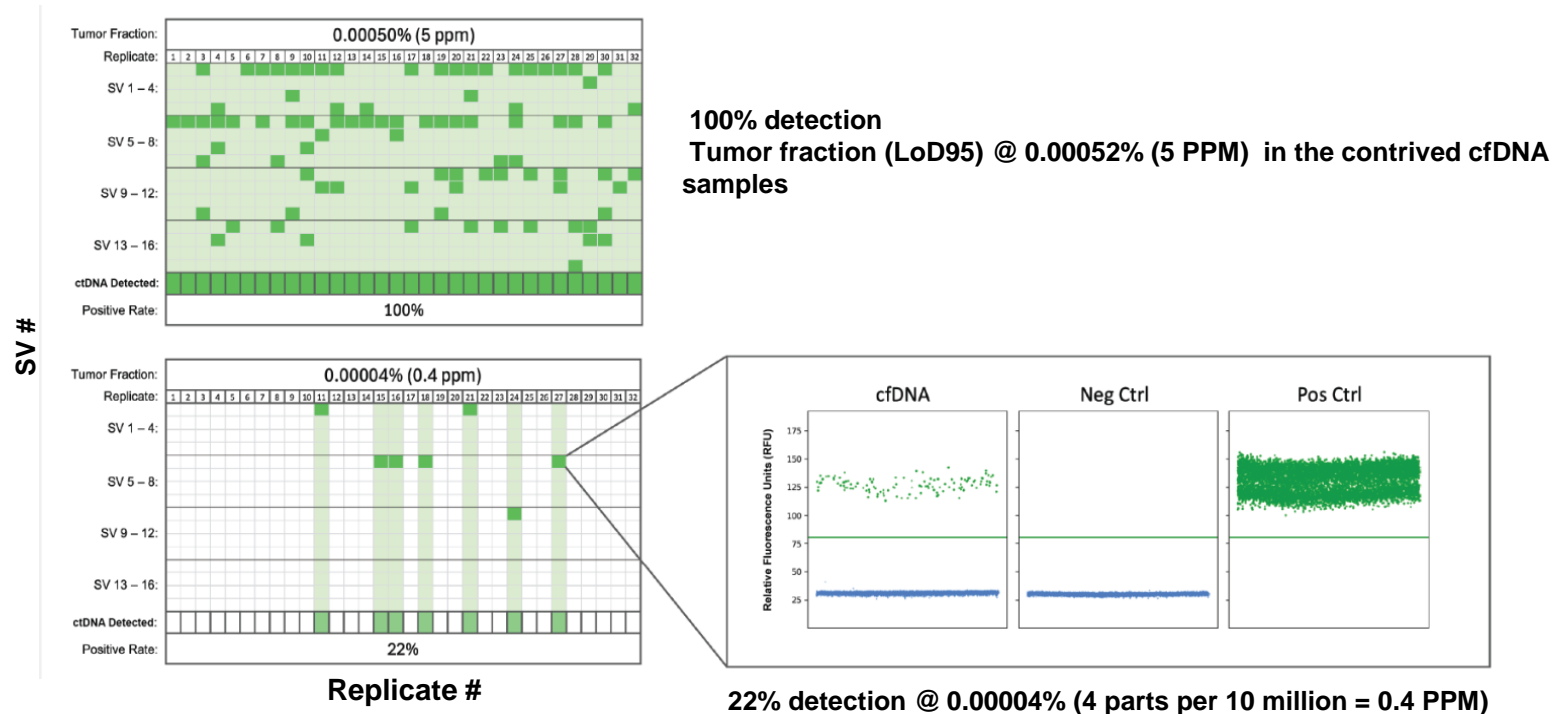 Tumor Fraction: 0.00050% (5 ppm)
Replicate: 1 2 3 4 5 6 7 8 9 10 11 12 13 14 15 16 17 18 19 20 21 22 23 24 25 26 27 28 29 30 31 32
SV 1 – 4:
SV 5 – 8:
SV 9 – 12:
SV 13 – 16:
ctDNA Detected:
Positive Rate: 100%
100% detection
Tumor fraction (LoD95) @ 0.00052% (5 PPM) in the contrived cfDNA
samples
SV #
Tumor Fraction: 0.00004% (0.4 ppm)
Replicate: 1 2 3 4 5 6 7 8 9 10 11 12 13 14 15 16 17 18 19 20 21 22 23 24 25 26 27 28 29 30 31 32
SV 1 – 4:
SV 5 – 8:
SV 9 – 12:
SV 13 – 16:
ctDNA Detected:
Positive Rate: 22%
Replicate #
cfDNA Neg Ctrl Pos Ctrl
Relative Fluorescence Units (RFU)
175
150
125
100
75
50
25
22% detection @ 0.00004% (4 parts per 10 million = 0.4 PPM)